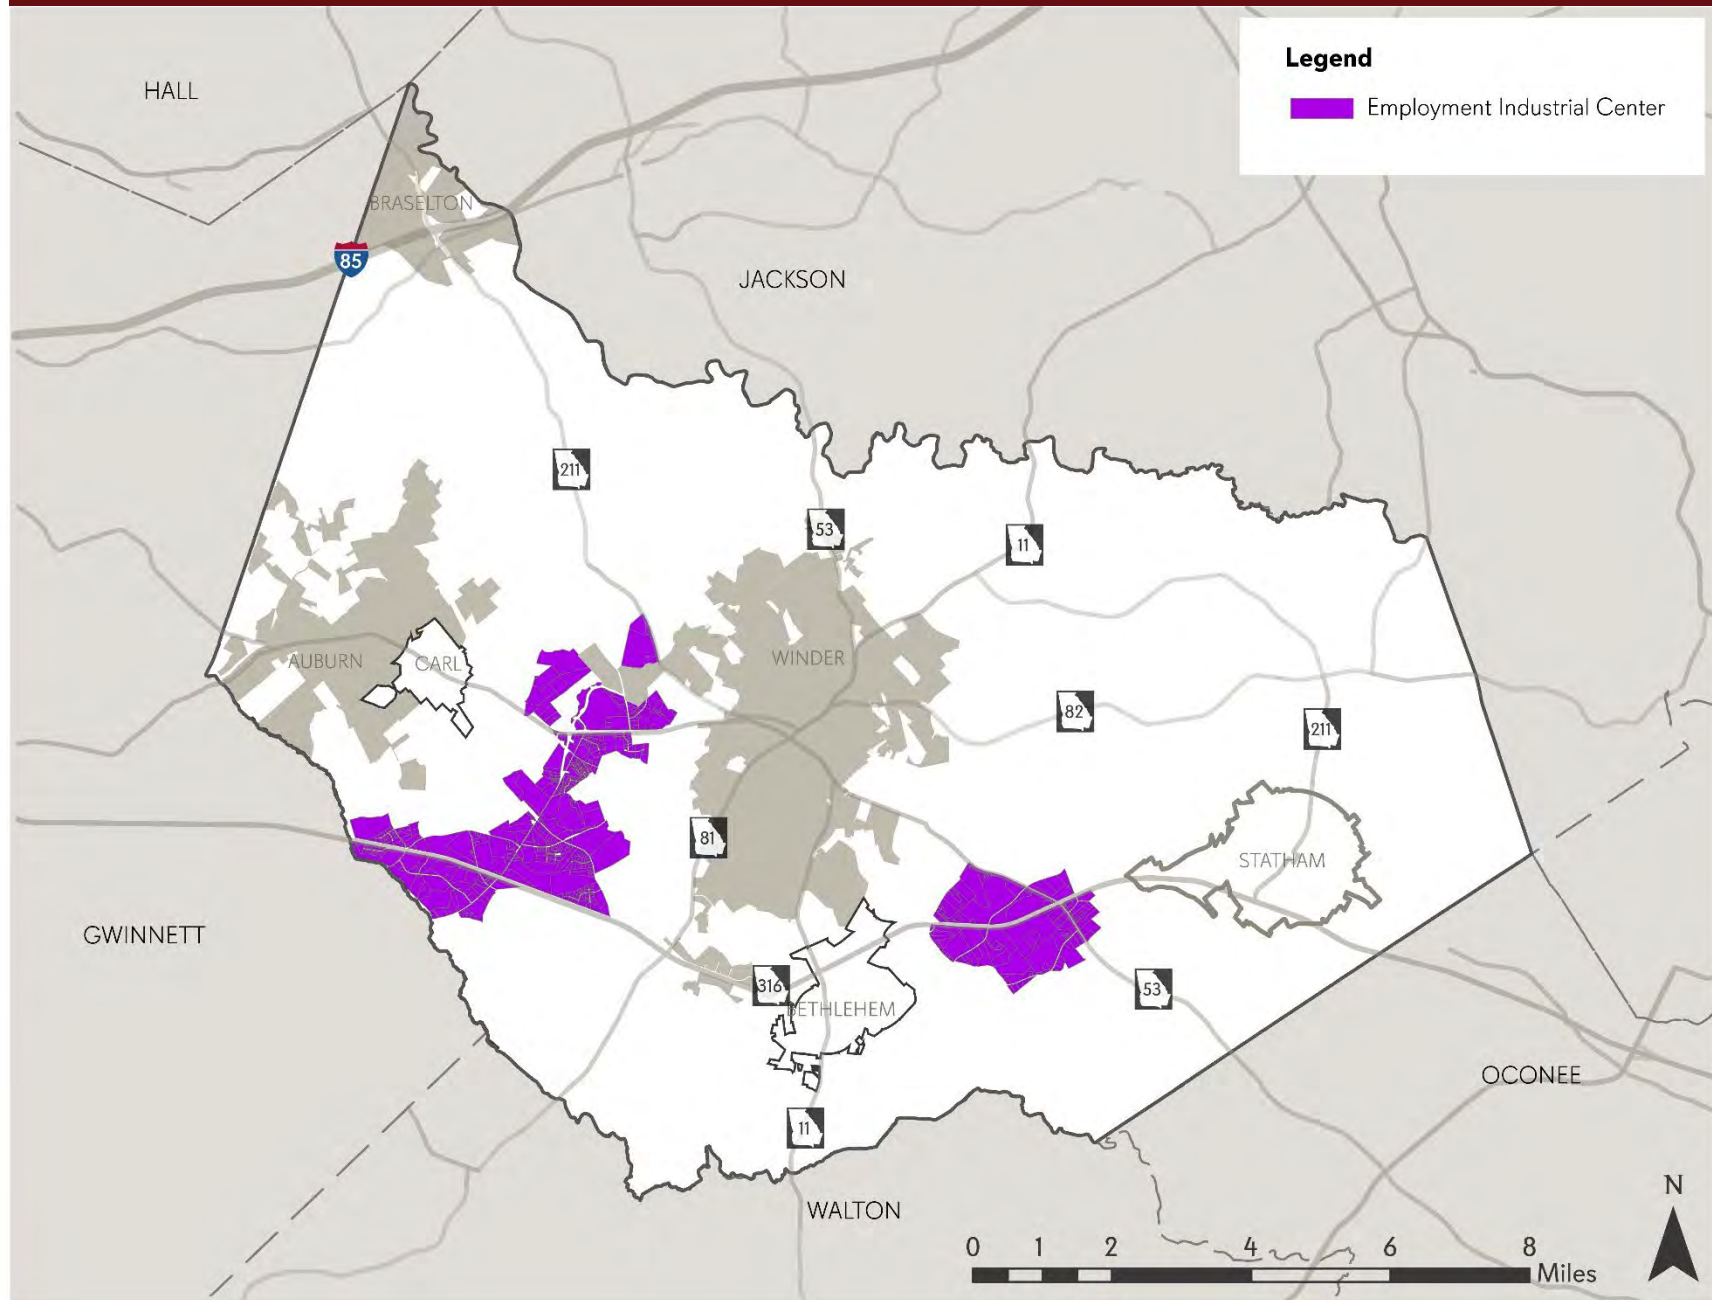 Legend
Employment Industrial Center
HALL
BRASELTON
85
JACKSON
211
53
11
AUBURN
CARL
WINDER
82
211
81
STATHAM
GWINNETT
316
BETHLEHEM
53
OCONEE
11
WALTON
N
0 1 2 4 6 8
Miles